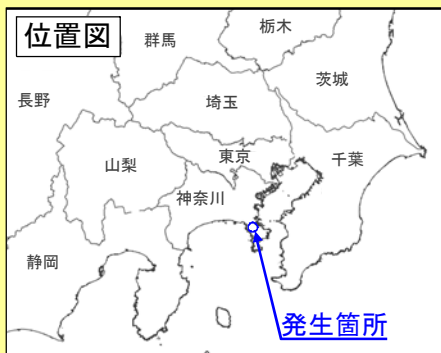 位置図
栃木
群馬
茨城
長野
埼玉
東京
千葉
山梨
神奈川
静岡
発生箇所